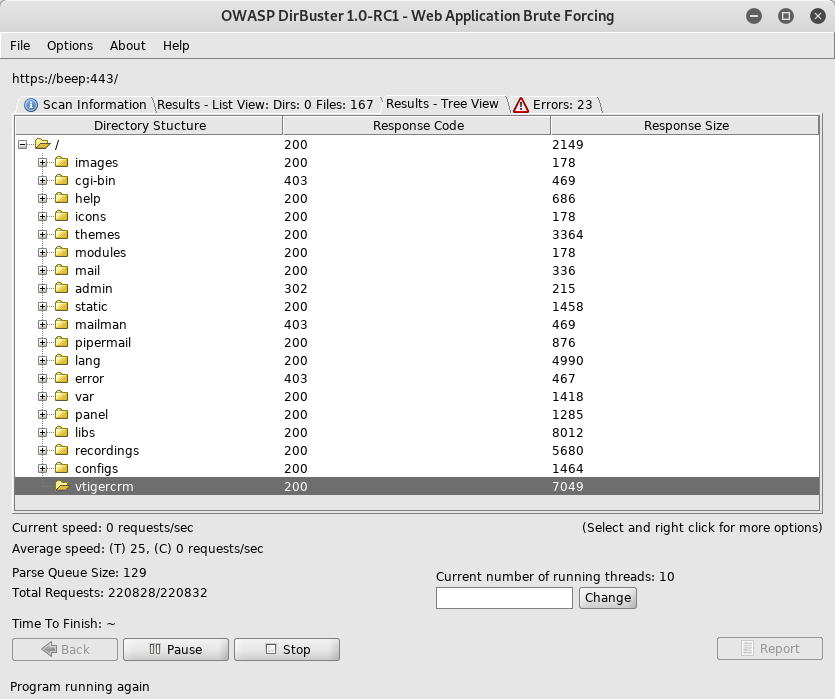 OWASP DirBuster 1.0-RC1 - Web Application Brute Forcing
File Options About Help
https://beep:443/
Scan Information Results - List View: Dirs: 0 Files: 167 Results - Tree View Errors: 23
Directory Stucture Response Code Response Size
/ 200 2149
images 200 178
cgi-bin 403 469
help 200 686
icons 200 178
themes 200 3364
modules 200 178
mail 200 336
admin 302 215
static 200 1458
mailman 403 469
pipermail 200 876
lang 200 4990
error 403 467
var 200 1418
panel 200 1285
libs 200 8012
recordings 200 5680
configs 200 1464
vtigercrm 200 7049
Current speed: 0 requests/sec (Select and right click for more options)
Average speed: (T) 25, (C) 0 requests/sec
Parse Queue Size: 129
Total Requests: 220828/220832
Current number of running threads: 10
Change
Time To Finish: ~
Back Pause Stop Report
Program running again